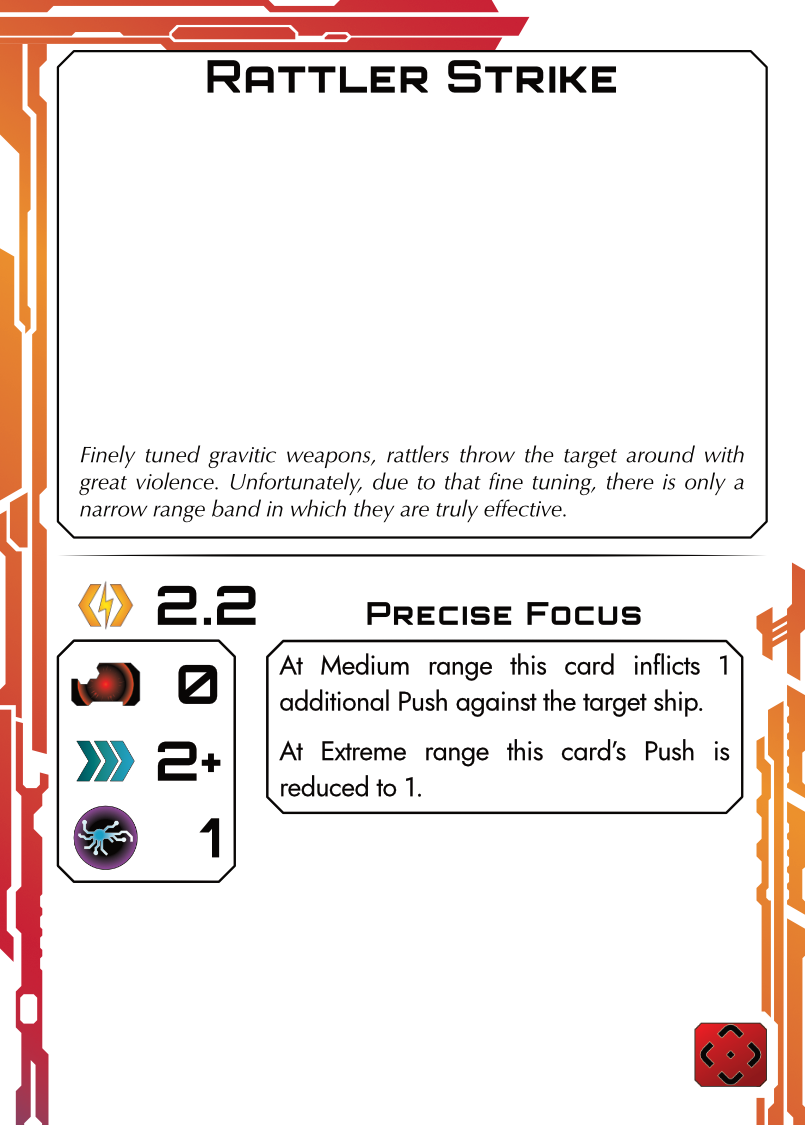 Rattler Strike
Finely tuned gravitic weapons, rattlers throw the target around with
great violence. Unfortunately, due to that fine tuning, there is only a
narrow range band in which they are truly effective.
2.2
Precise Focus
0
2+
1
At Medium range this card inflicts 1
additional Push against the target ship.
At Extreme range this card's Push is
reduced to 1.